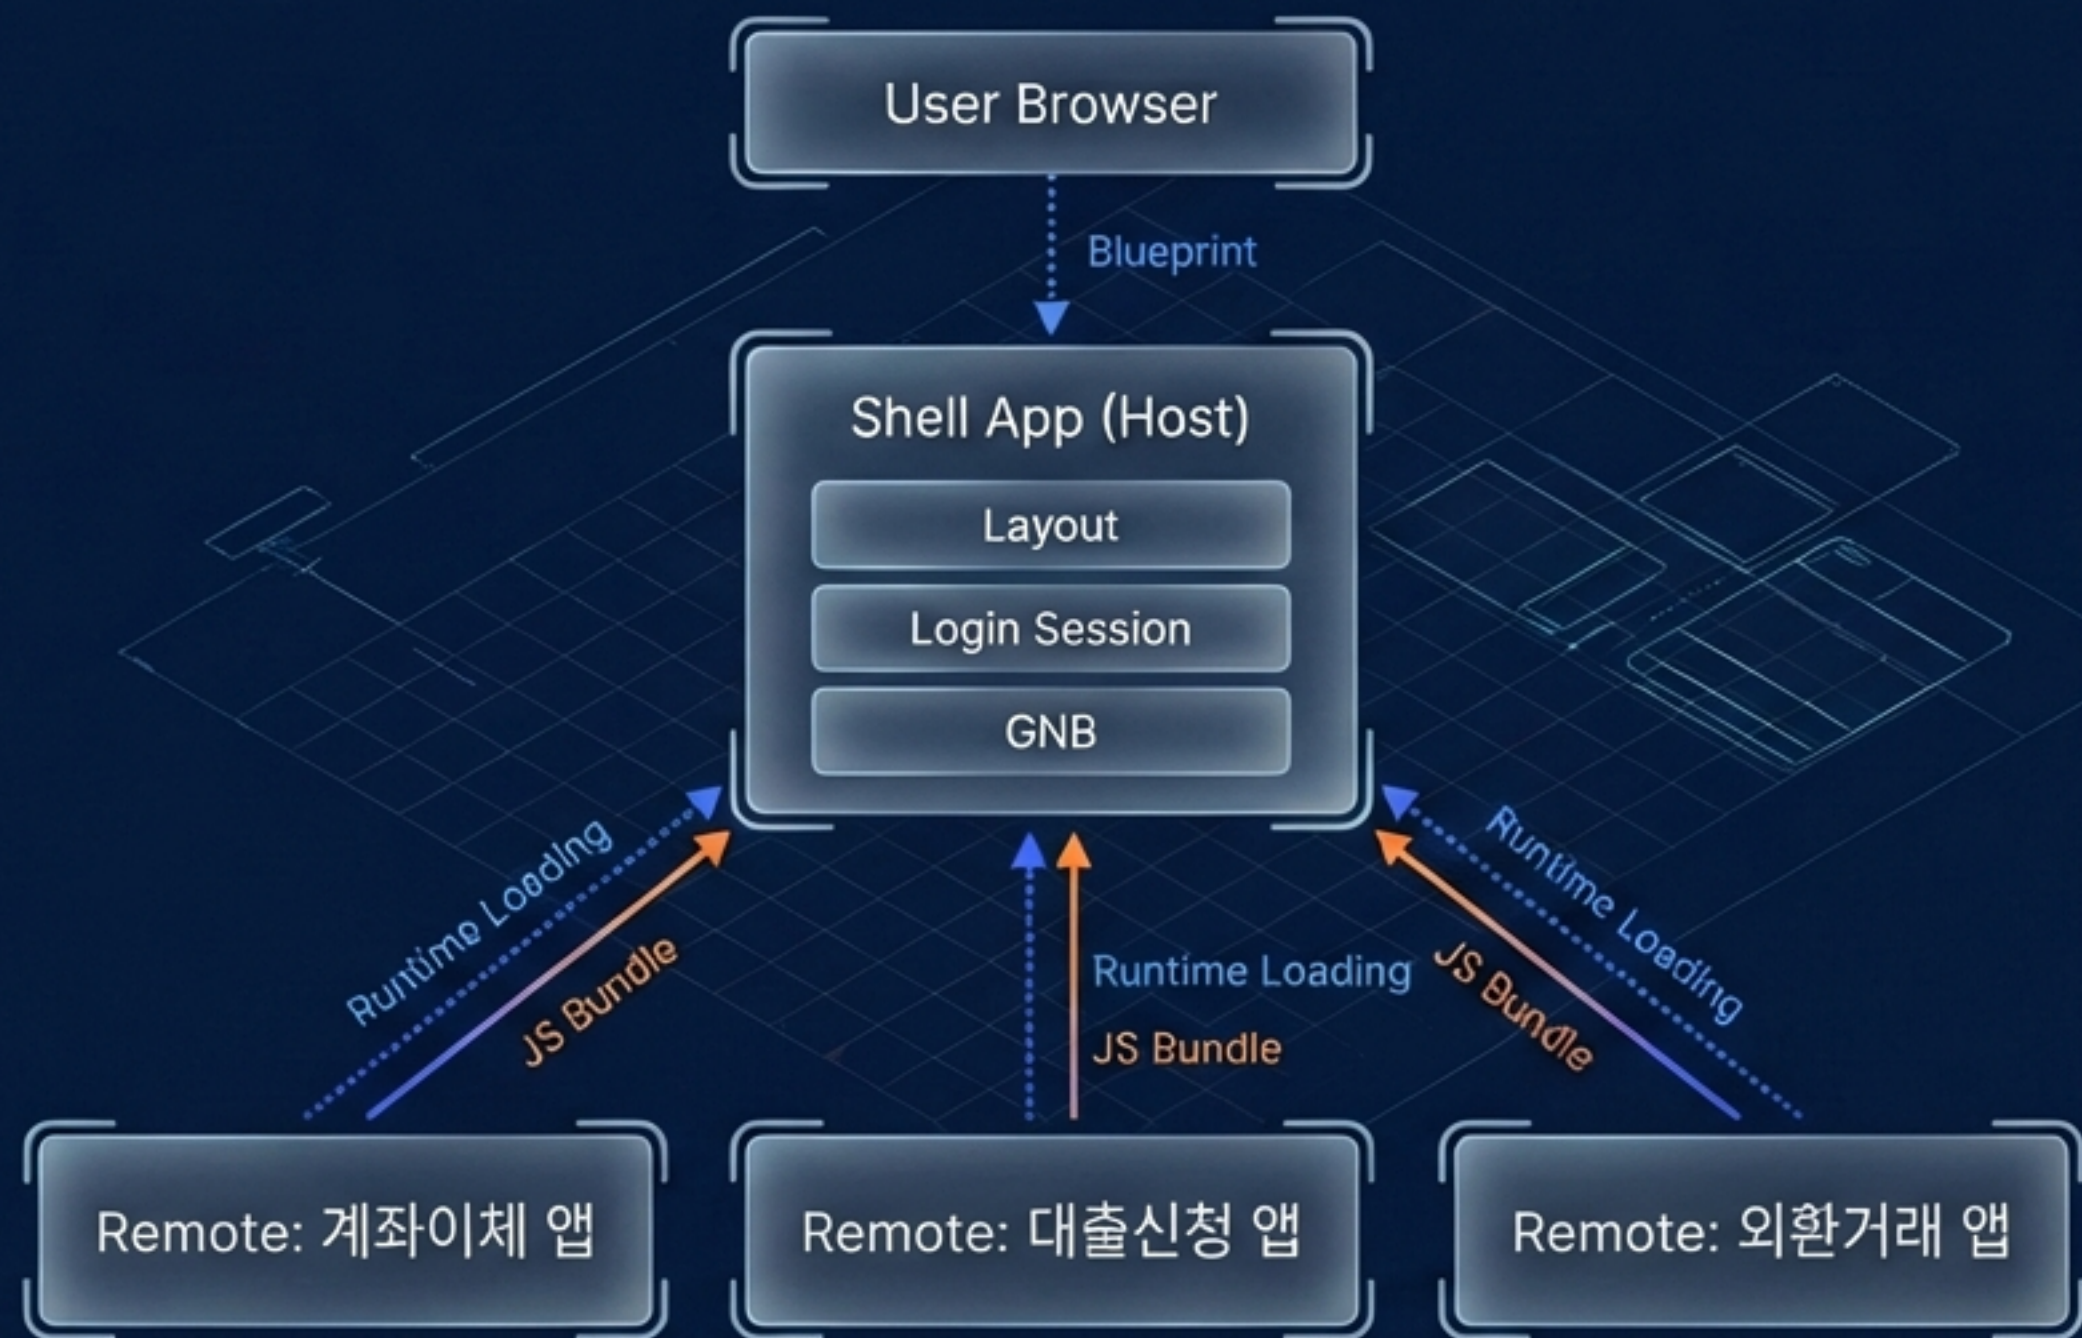 User Browser
Blueprint
Shell App (Host)
Layout
Login Session
GNB
Runtime Loading
JS Bundle
Runtime Loading
JS Bundle
Runtime Loading
JS Bundle
Remote: 계좌이체 앱
Remote: 대출신청 앱
Remote: 외환거래 앱